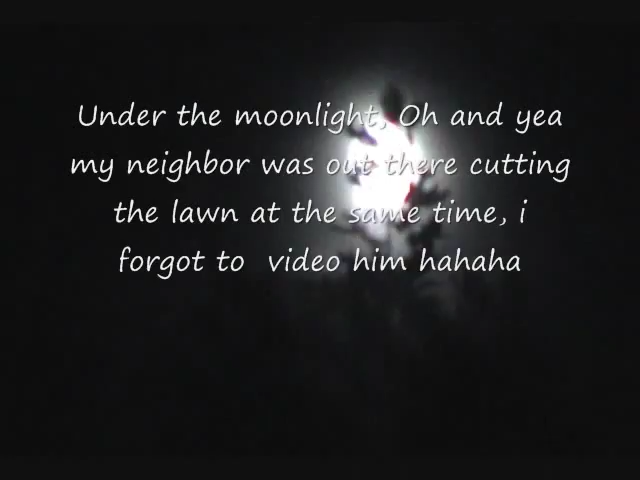 Under the moonlight, Oh and yea
my neighbor was out there cutting
the lawn at the same time, i
forgot to  video him hahaha